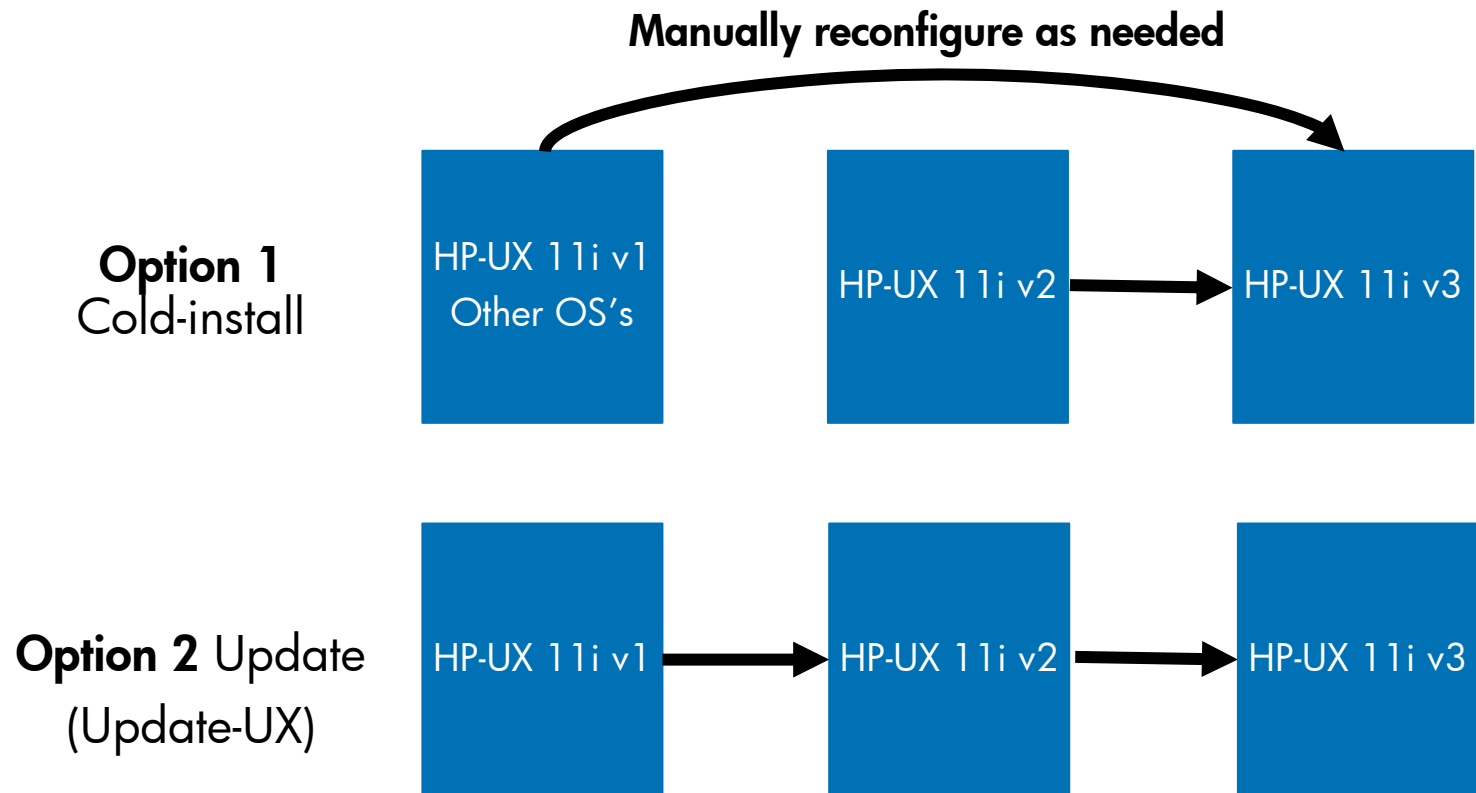 Manually reconfigure as needed
Option 1
Cold-install
HP-UX 11i v1
Other OS’s
HP-UX 11i v2
HP-UX 11i v3
Option 2 Update
(Update-UX)
HP-UX 11i v1
HP-UX 11i v2
HP-UX 11i v3